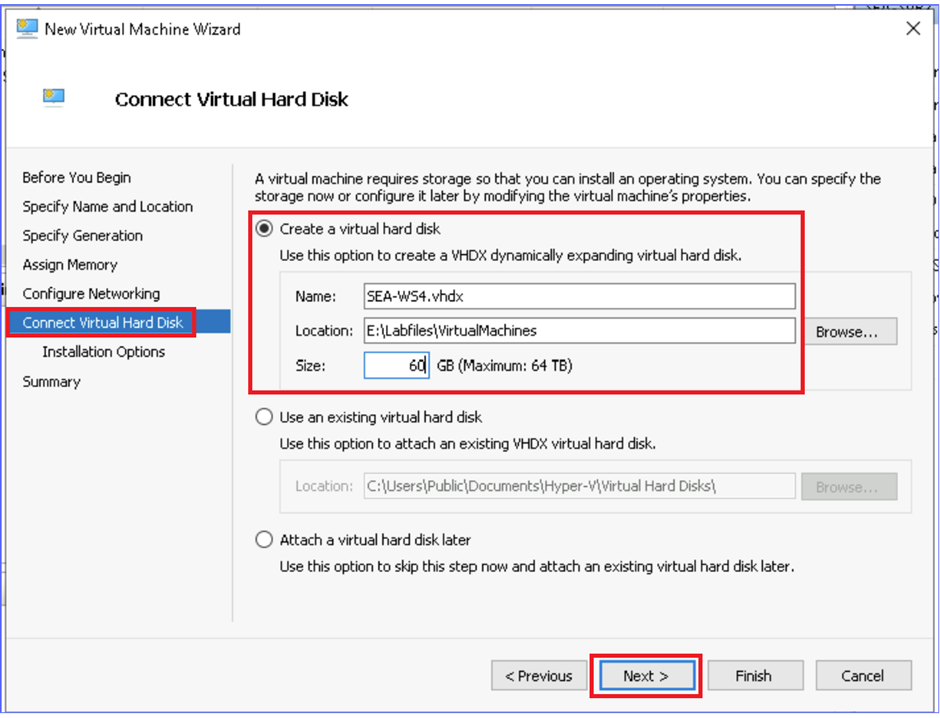 New Virtual Machine Wizard
Connect Virtual Hard Disk
Before You Begin
Specify Name and Location
Specify Generation
Assign Memory
Configure Networking
Connect Virtual Hard Disk
Installation Options
Summary
A virtual machine requires storage so that you can install an operating system. You can specify the
storage now or configure it later by modifying the virtual machine's properties.
Create a virtual hard disk
Use this option to create a VHDX dynamically expanding virtual hard disk.
Name: SEA-WS4.vhdx
Location: E:\Labfiles\VirtualMachines Browse...
Size: 60 GB (Maximum: 64 TB)
Use an existing virtual hard disk
Use this option to attach an existing VHDX virtual hard disk.
Location: C:\Users\Public\Documents\Hyper-V\Virtual Hard Disks\ Browse...
Attach a virtual hard disk later
Use this option to skip this step now and attach an existing virtual hard disk later.
< Previous Next > Finish Cancel